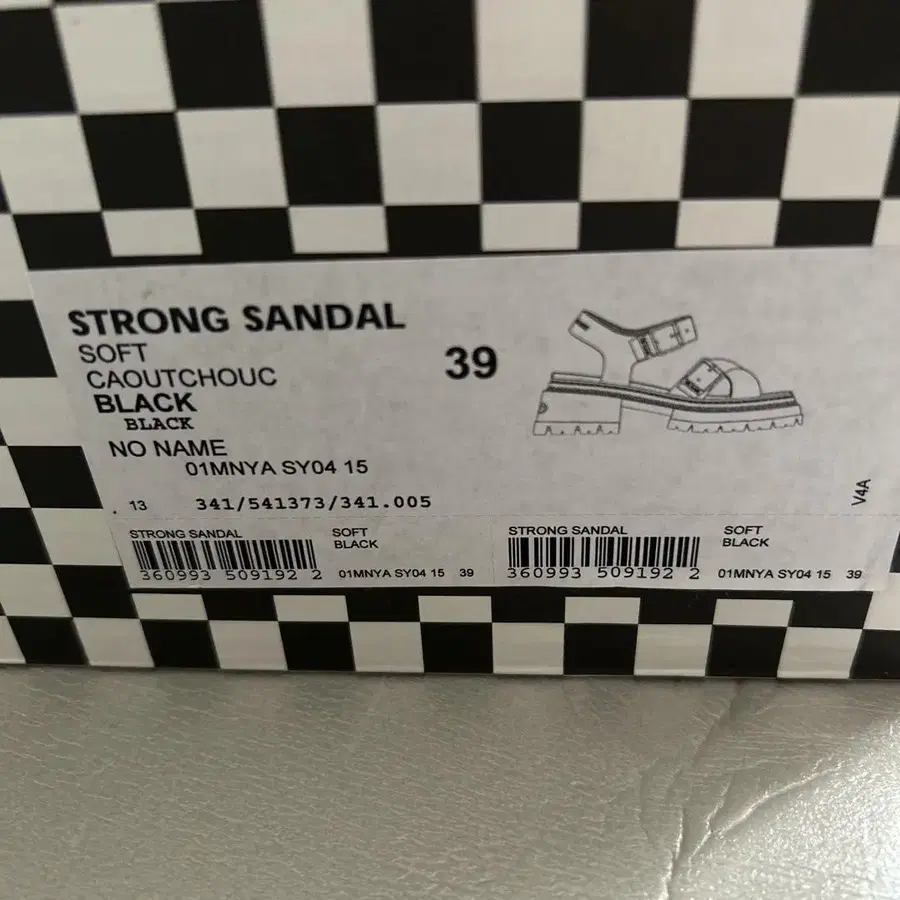 STRONG SANDAL
SOFT
CAOUTCHOUC
BLACK
BLACK
NO NAME
01MNYA SY04 15
39
13 341/541373/341.005
V4A
STRONG SANDAL SOFT
BLACK
360993 509192 2 01MNYA SY04 15 39
STRONG SANDAL SOFT
BLACK
360993 509192 2 01MNYA SY04 15 39